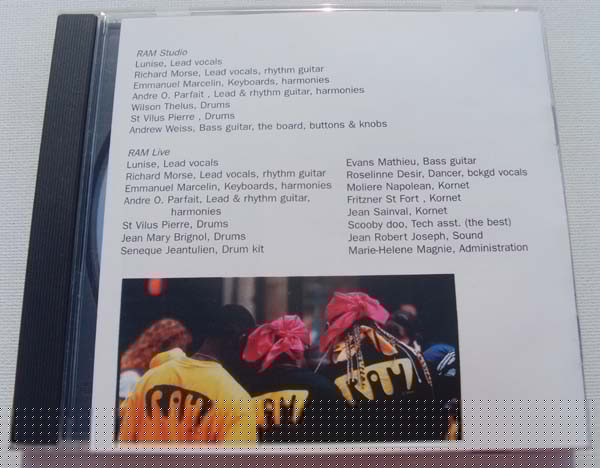 RAM Studio
Lunise, Lead vocals
Richard Morse, Lead vocals, rhythm guitar
Emmanuel Marcelin, Keyboards, harmonies
Andre O. Parfait , Lead & rhythm guitar, harmonies
Wilson Thelus, Drums
St Vilus Pierre , Drums
Andrew Weiss, Bass guitar, the board, buttons & knobs
RAM Live
Lunise, Lead vocals
Richard Morse, Lead vocals, rhythm guitar
Emmanuel Marcelin, Keyboards, harmonies
Andre O. Parfait, Lead & rhythm guitar,
harmonies
St Vilus Pierre, Drums
Jean Mary Brignol, Drums
Seneque Jeantulien, Drum kit
Evans Mathieu, Bass guitar
Roselinne Desir, Dancer, bckgd vocals
Moliere Napolean, Kornet
Fritzner St Fort , Kornet
Jean Sainval, Kornet
Scooby doo, Tech asst. (the best)
Jean Robert Joseph, Sound
Marie-Helene Magnie, Administration
RAM
RAM
RAM